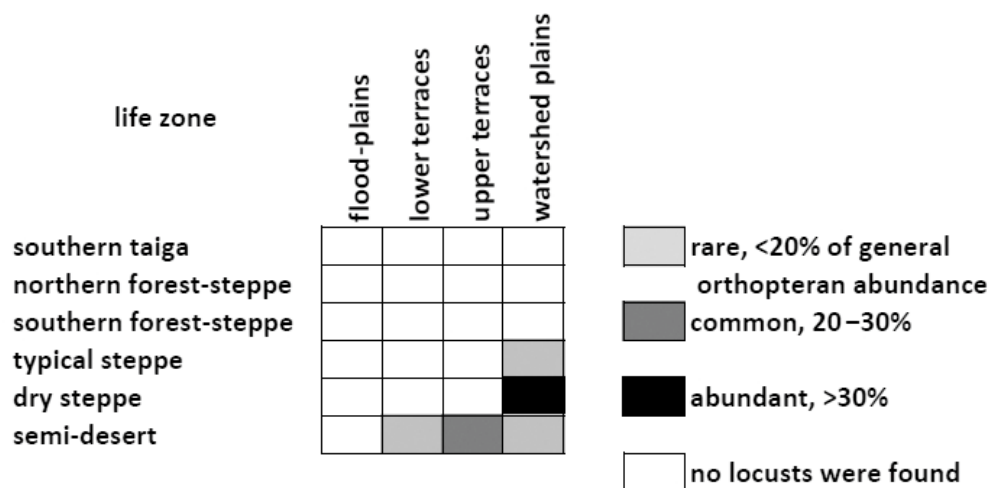 life zone
flood-plains
lower terraces
upper terraces
watershed plains
southern taiga
northern forest-steppe
southern forest-steppe
typical steppe
dry steppe
semi-desert
rare, <20% of general
orthopteran abundance
common, 20–30%
abundant, >30%
no locusts were found